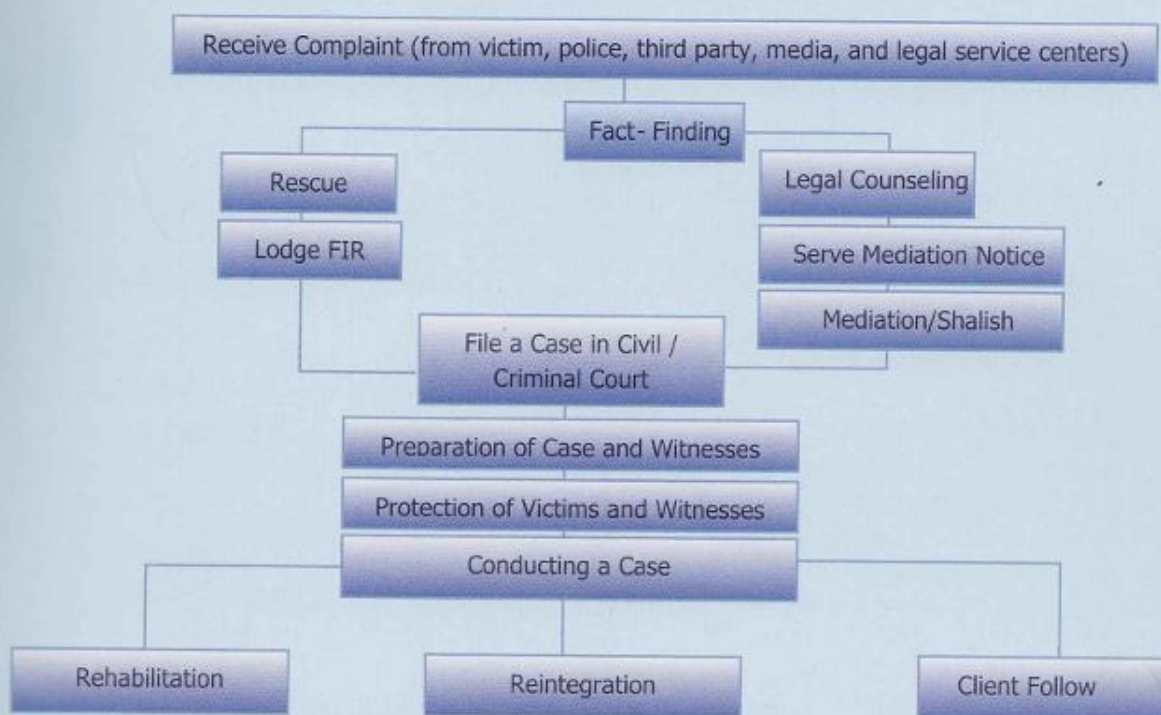 Receive Complaint (from victim, police, third party, media, and legal service centers)
Fact- Finding
Rescue
Lodge FIR
Legal Counseling
Serve Mediation Notice
Mediation/Shalish
File a Case in Civil /
Criminal Court
Preparation of Case and Witnesses
Protection of Victims and Witnesses
Conducting a Case
Rehabilitation
Reintegration
Client Follow